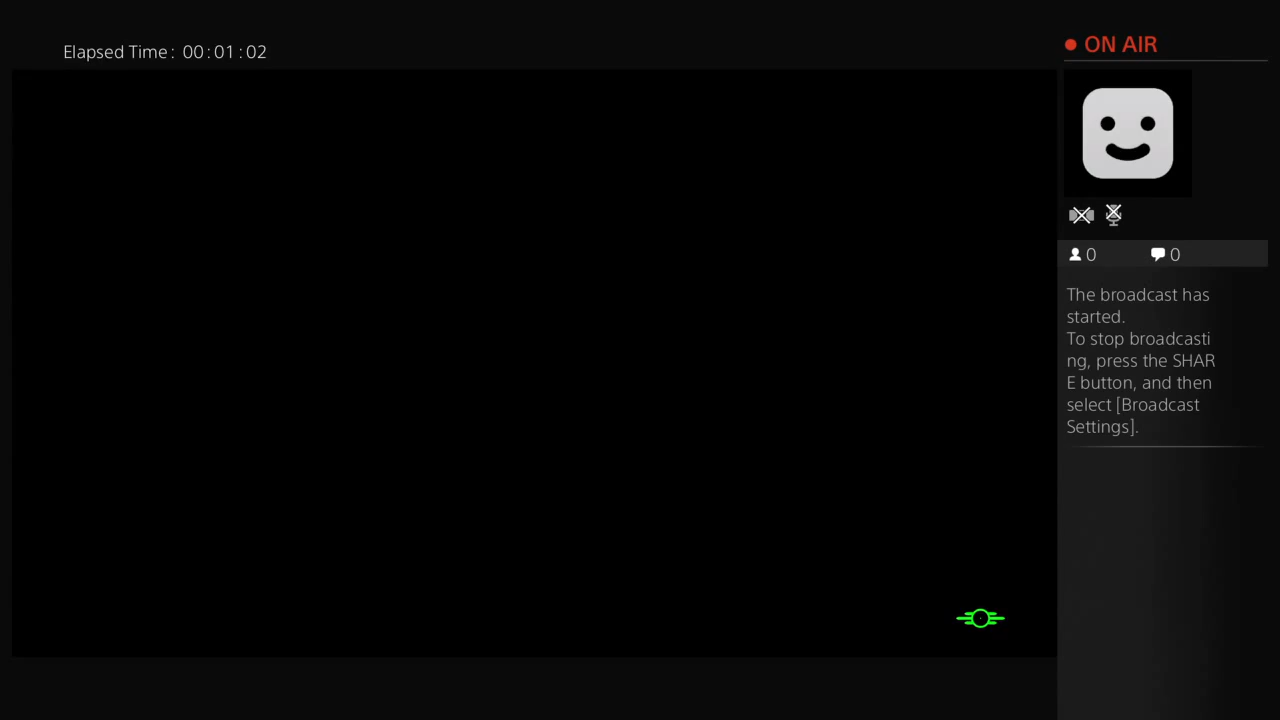 Elapsed Time: 00:01:02
ON AIR
0
0
The broadcast has
started.
To stop broadcasti
ng, press the SHAR
E button, and then
select [Broadcast
Settings].